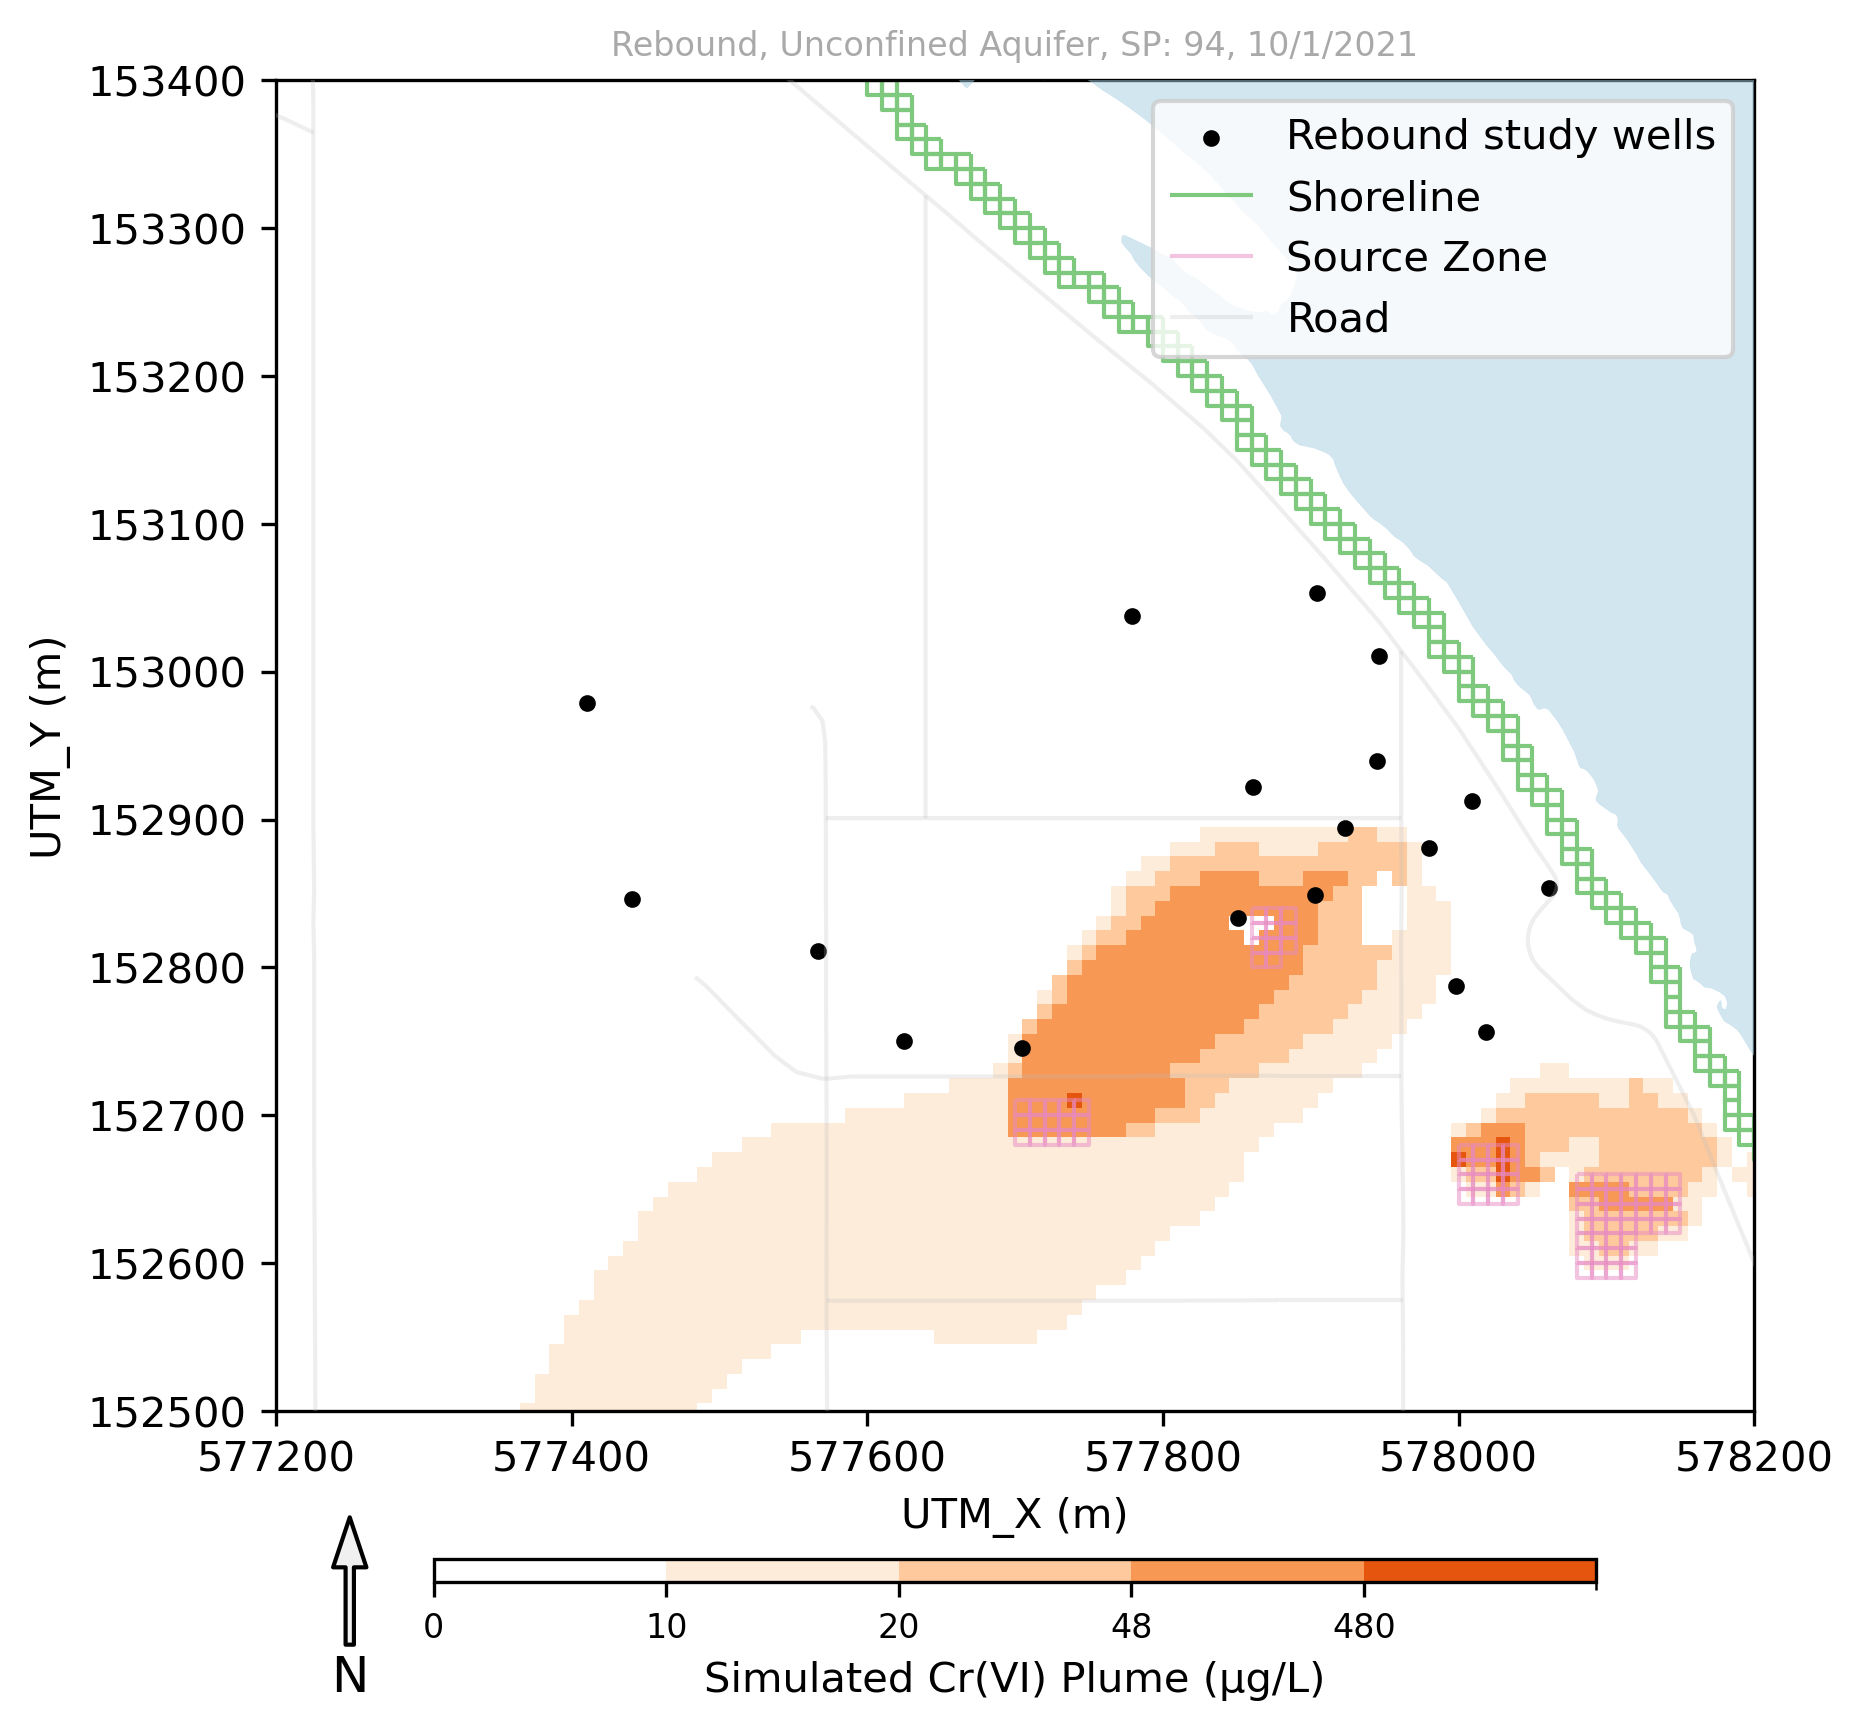 Rebound, Unconfined Aquifer, SP: 94, 10/1/2021
153400
153300
153200
153100
153000
152900
152800
152700
152600
152500
UTM_Y (m)
Rebound study wells
Shoreline
Source Zone
Road
577200 577400 577600 577800 578000 578200
UTM_X (m)
N
0 10 20 48 480
Simulated Cr(VI) Plume (µg/L)